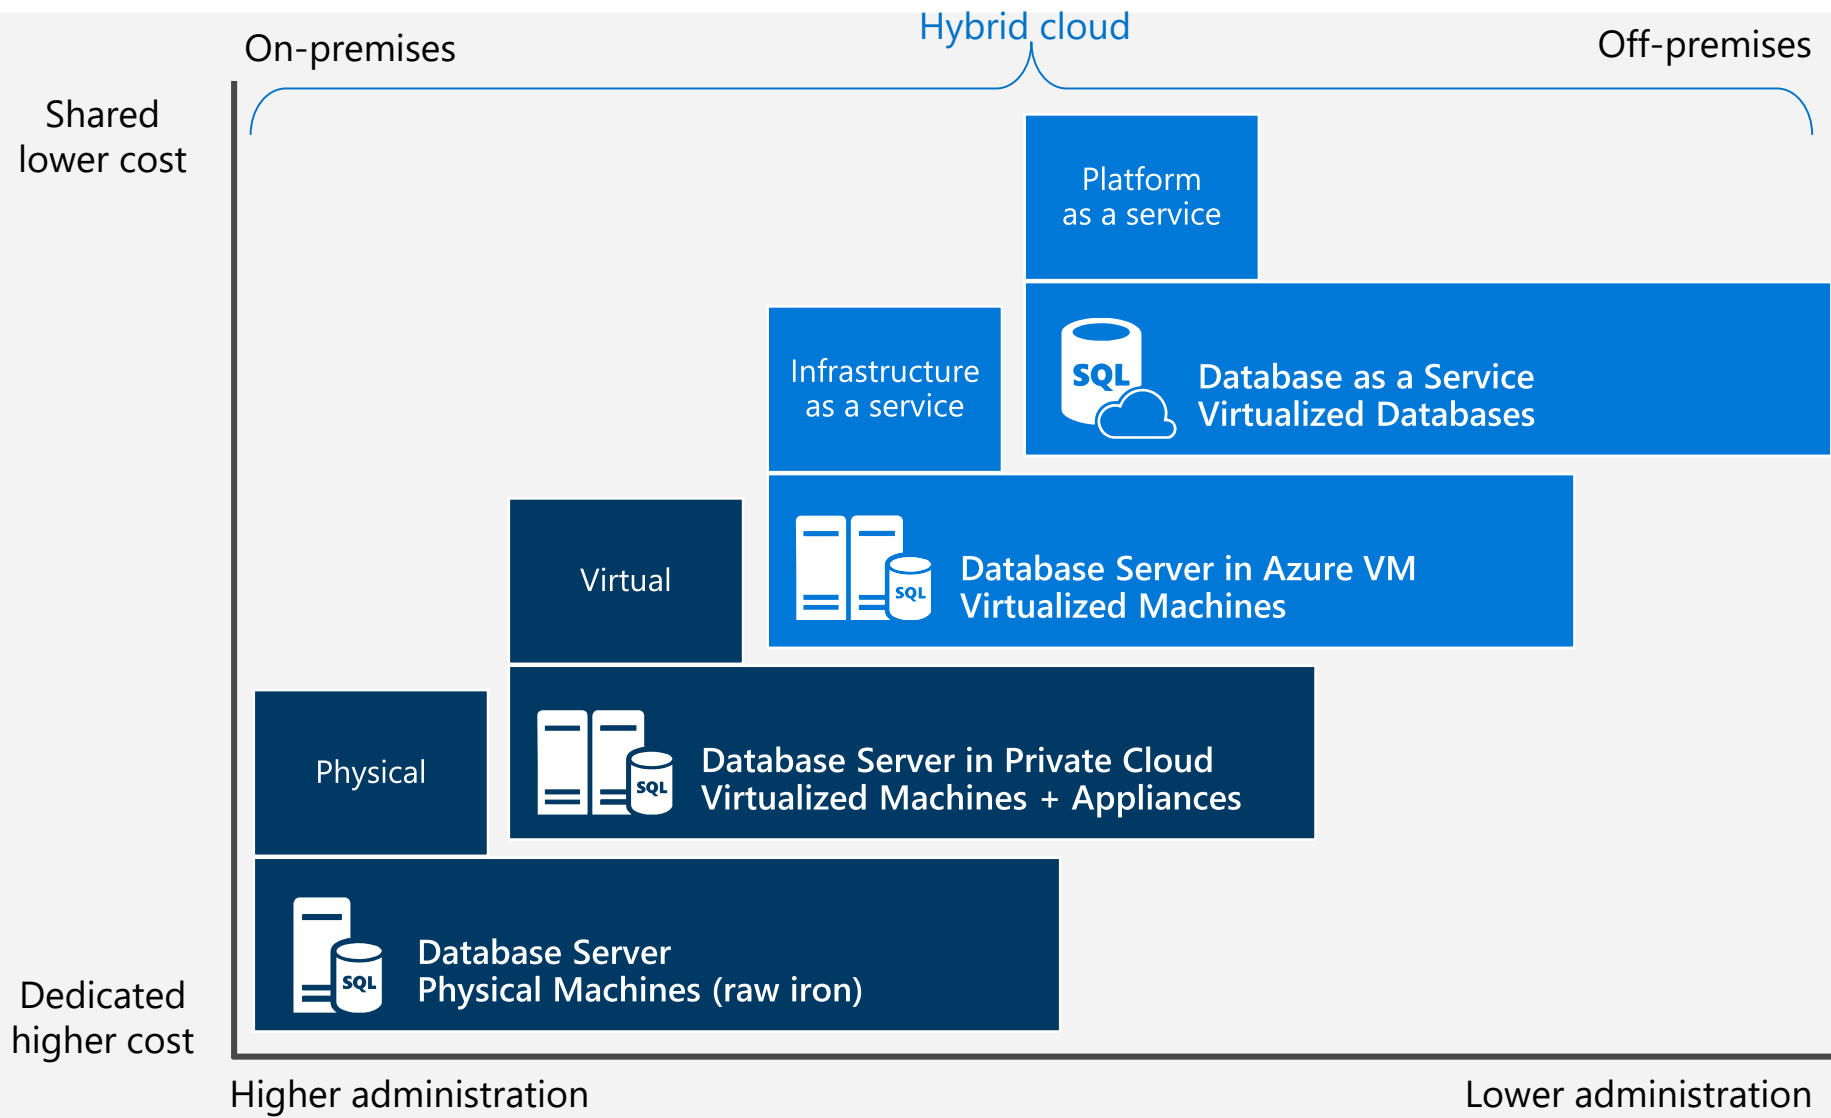 Hybrid cloud
On-premises
Off-premises
Shared
lower cost
Platform
as a service
SQL
Database as a Service
Virtualized Databases
Infrastructure
as a service
SQL
Database Server in Azure VM
Virtualized Machines
Virtual
SQL
Database Server in Private Cloud
Virtualized Machines + Appliances
Physical
SQL
Database Server
Physical Machines (raw iron)
Dedicated
higher cost
Higher administration
Lower administration